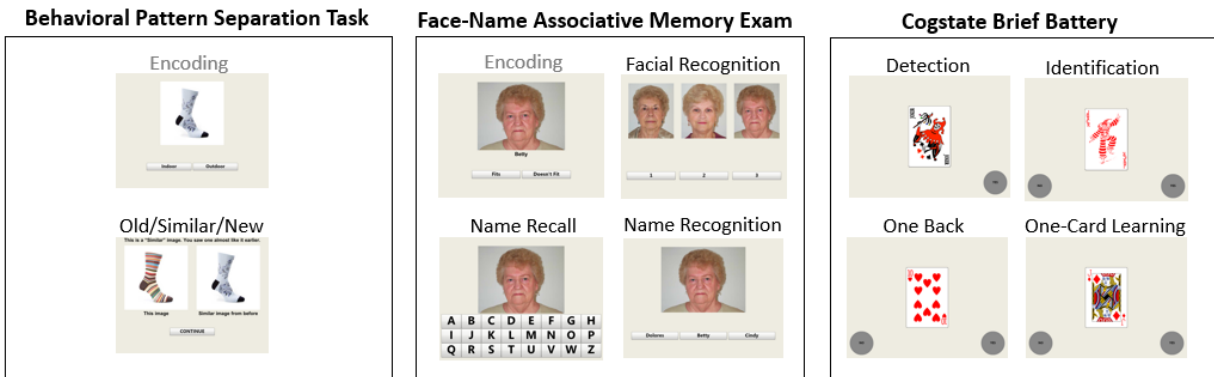 Behavioral Pattern Separation Task
Encoding
Indoor
Outdoor
Old/Similar/New
This is a "Similar" image. You saw one almost like it earlier.
This image
Similar image from before
CONTINUE
Face-Name Associative Memory Exam
Encoding
Betty
Fits
Doesn't Fit
Facial Recognition
1
2
3
Name Recall
A B C D E F G H
I J K L M N O P
Q R S T U V W Z
Name Recognition
Dolores
Betty
Cindy
Cogstate Brief Battery
Detection
Identification
One Back
One-Card Learning